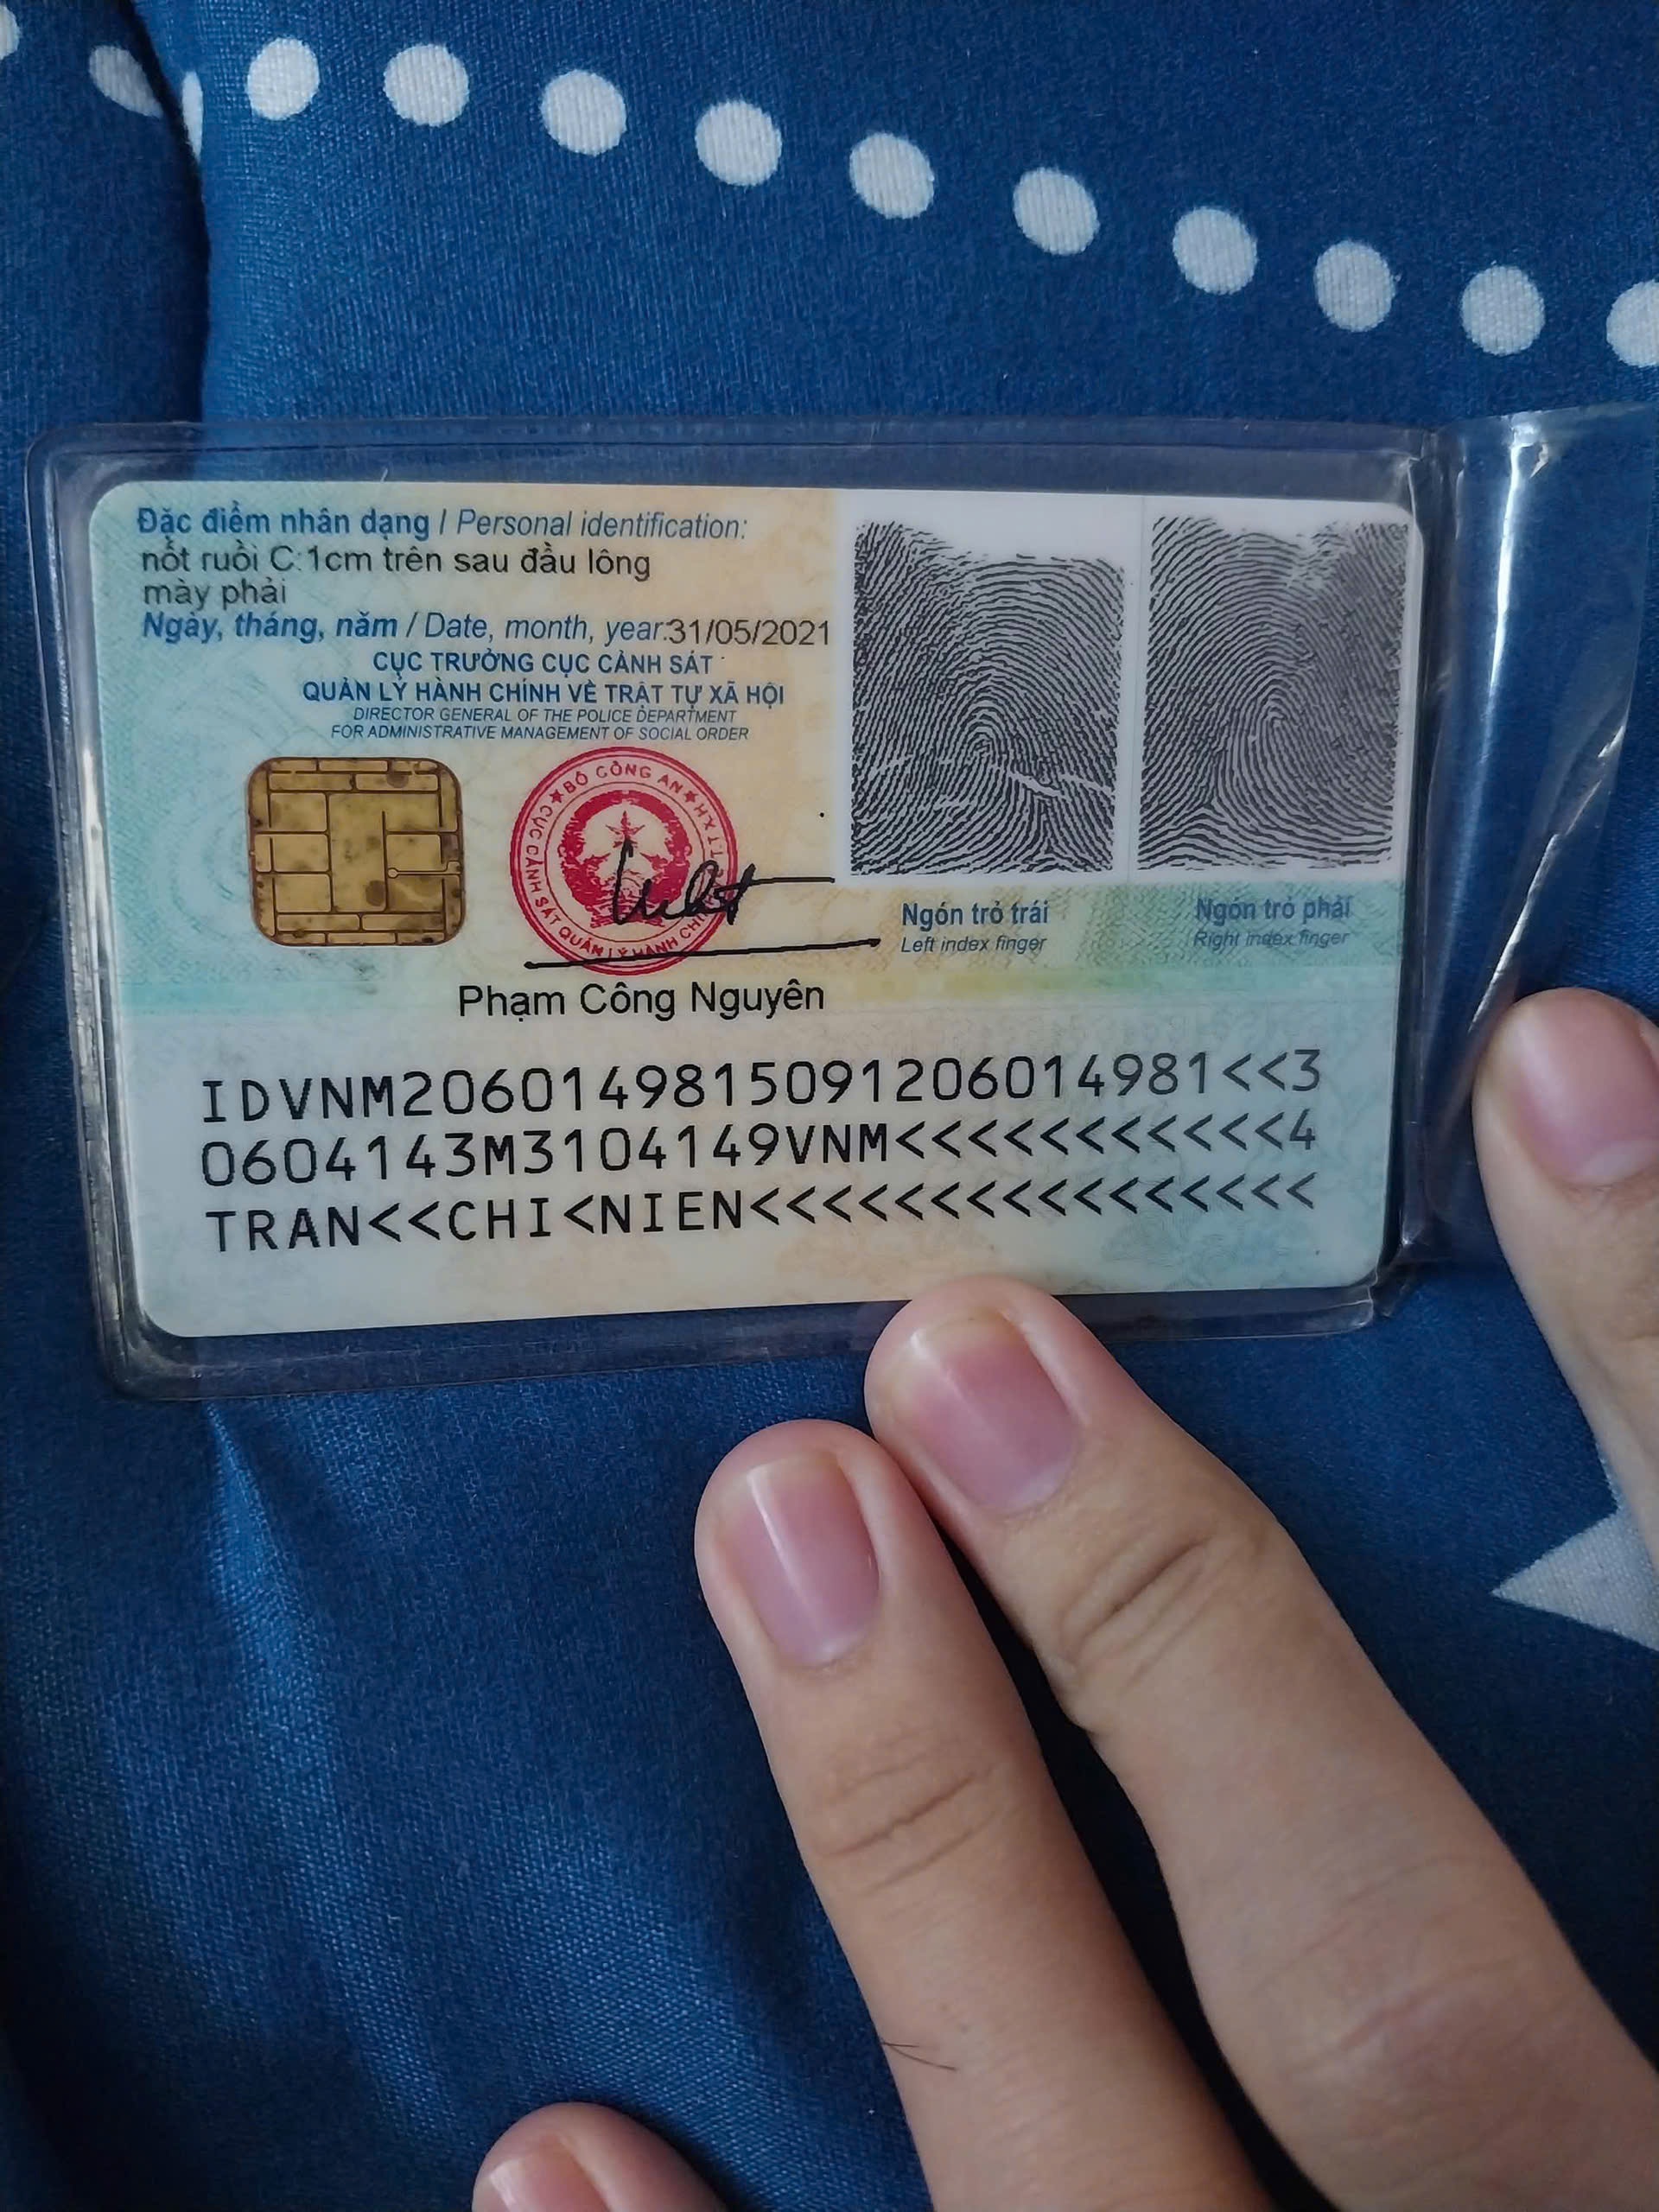 Đặc điểm nhân dạng / Personal identification:
nốt ruồi C:1cm trên sau đầu lông
mày phải
Ngày, tháng, năm / Date, month, year:31/05/2021
CỤC TRƯỞNG CỤC CẢNH SÁT
QUẢN LÝ HÀNH CHÍNH VỀ TRẬT TỰ XÃ HỘI
DIRECTOR GENERAL OF THE POLICE DEPARTMENT
FOR ADMINISTRATIVE MANAGEMENT OF SOCIAL ORDER
BỘ CÔNG AN
CỤC CẢNH SÁT QUẢN LÝ HÀNH CHÍNH
Ngón trỏ trái
Left index finger
Ngón trỏ phải
Right index finger
Phạm Công Nguyên
IDVNM2060149815091206014981<<3
0604143M3104149VNM<<<<<<<<<<<4
TRAN<<CHI<NIEN<<<<<<<<<<<<<<<<